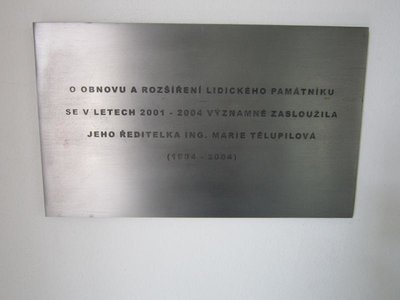 O OBNOVU A ROZŠÍŘENÍ LIDICKÉHO PAMÁTNÍKU
SE V LETECH 2001 - 2004 VÝZNAMNĚ ZASLOUŽILA
JEHO ŘEDITELKA ING. MARIE TĚLUPILOVÁ